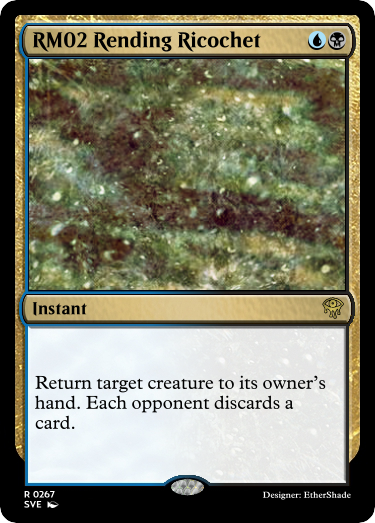 RM02 Rending Ricochet
Instant
Return target creature to its owner's
hand. Each opponent discards a
card.
R 0267
SVE
Designer: EtherShade